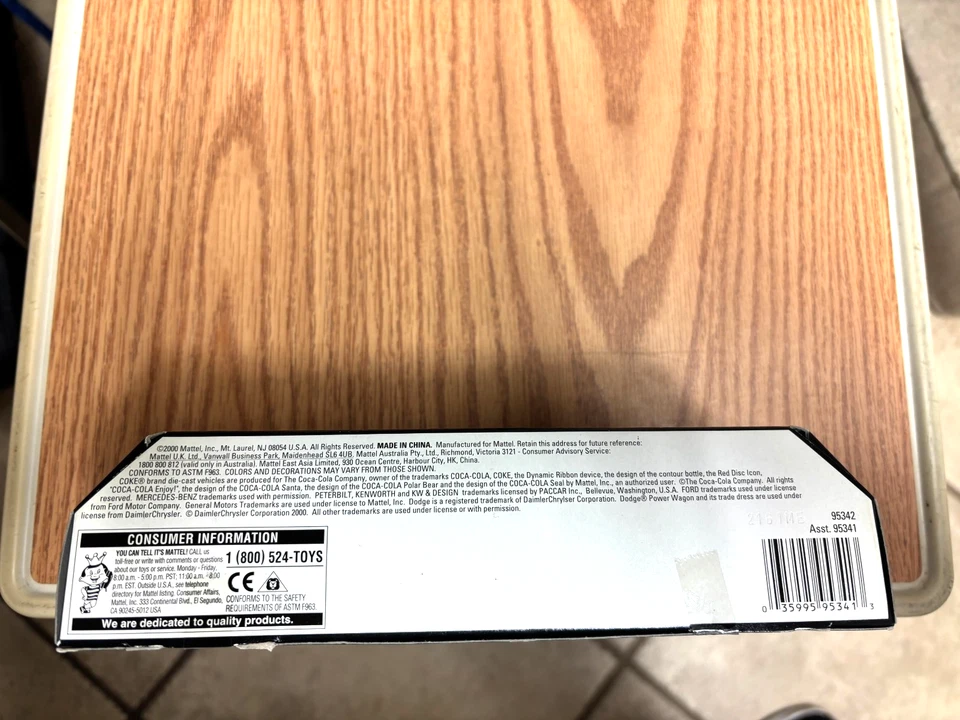 ©2000 Mattel, Inc., Mt. Laurel, NJ 08054 U.S.A. All Rights Reserved. MADE IN CHINA. Manufactured for Mattel. Retain this address for future reference:
Mattel U.K. Ltd., Vanwall Business Park, Maidenhead SL6 4UB. Mattel Australia Pty., Ltd., Richmond, Victoria 3121 - Consumer Advisory Service:
1800 800 812 (valid only in Australia). Mattel East Asia Limited, 930 Ocean Centre, Harbour City, HK, China.
CONFORMS TO ASTM F963. COLORS AND DECORATIONS MAY VARY FROM THOSE SHOWN.
COKE® brand die-cast vehicles are produced for The Coca-Cola Company, owner of the trademarks COCA-COLA, COKE, the Dynamic Ribbon device, the design of the contour bottle, the Red Disc Icon,
"COCA-COLA Enjoy!", the design of the COCA-COLA Santa, the design of the COCA-COLA Polar Bear and the design of the COCA-COLA Seal by Mattel, Inc., an authorized user. ©The Coca-Cola Company. All rights
reserved. MERCEDES-BENZ trademarks used with permission. PETERBILT, KENWORTH and KW & DESIGN trademarks licensed by PACCAR Inc., Bellevue, Washington, U.S.A. FORD trademarks used under license
from Ford Motor Company. General Motors Trademarks are used under license to Mattel, Inc. Dodge is a registered trademark of DaimlerChrysler Corporation. Dodge® Power Wagon and its trade dress are used under
license from DaimlerChrysler. © DaimlerChrysler Corporation 2000. All other trademarks are used under license or with permission.
95342
Asst. 95341
CONSUMER INFORMATION
YOU CAN TELL IT'S MATTEL! CALL us
toll-free or write with comments or questions
about our toys or service. Monday - Friday,
8:00 a.m. - 5:00 p.m. PST; 11:00 a.m. - 8:00
p.m. EST. Outside U.S.A., see telephone
directory for Mattel listing. Consumer Affairs,
Mattel, Inc. 333 Continental Blvd., El Segundo,
CA 90245-5012 USA
1 (800) 524-TOYS
CE
CONFORMS TO THE SAFETY
REQUIREMENTS OF ASTM F963.
We are dedicated to quality products.
0 35995 95341 3